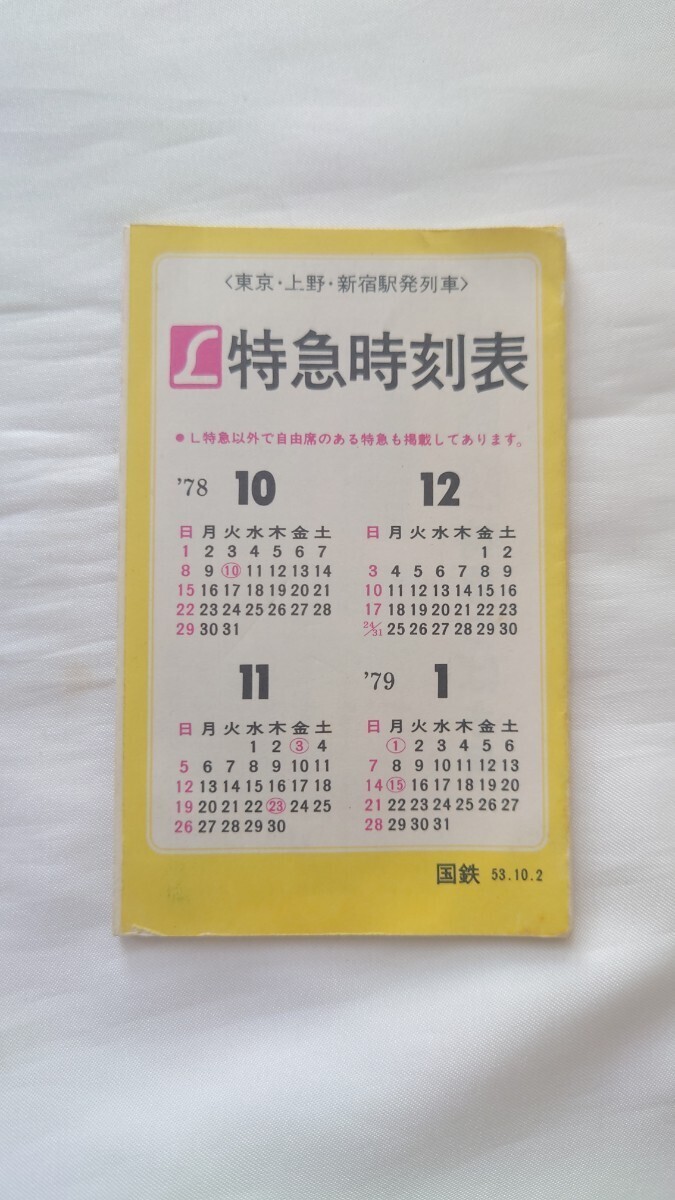 〈東京・上野・新宿駅発列車〉
L特急時刻表
●L特急以外で自由席のある特急も掲載してあります。
'78 10
日 月 火 水 木 金 土
1 2 3 4 5 6 7
8 9 ⑩ 11 12 13 14
15 16 17 18 19 20 21
22 23 24 25 26 27 28
29 30 31
11
日 月 火 水 木 金 土
1 2 ③ 4
5 6 7 8 9 10 11
12 13 14 15 16 17 18
19 20 21 22 ㉓ 24 25
26 27 28 29 30
12
日 月 火 水 木 金 土
1 2
3 4 5 6 7 8 9
10 11 12 13 14 15 16
17 18 19 20 21 22 23
24/31 25 26 27 28 29 30
'79 1
日 月 火 水 木 金 土
① 2 3 4 5 6
7 8 9 10 11 12 13
14 ⑮ 16 17 18 19 20
21 22 23 24 25 26 27
28 29 30 31
国鉄 53.10.2